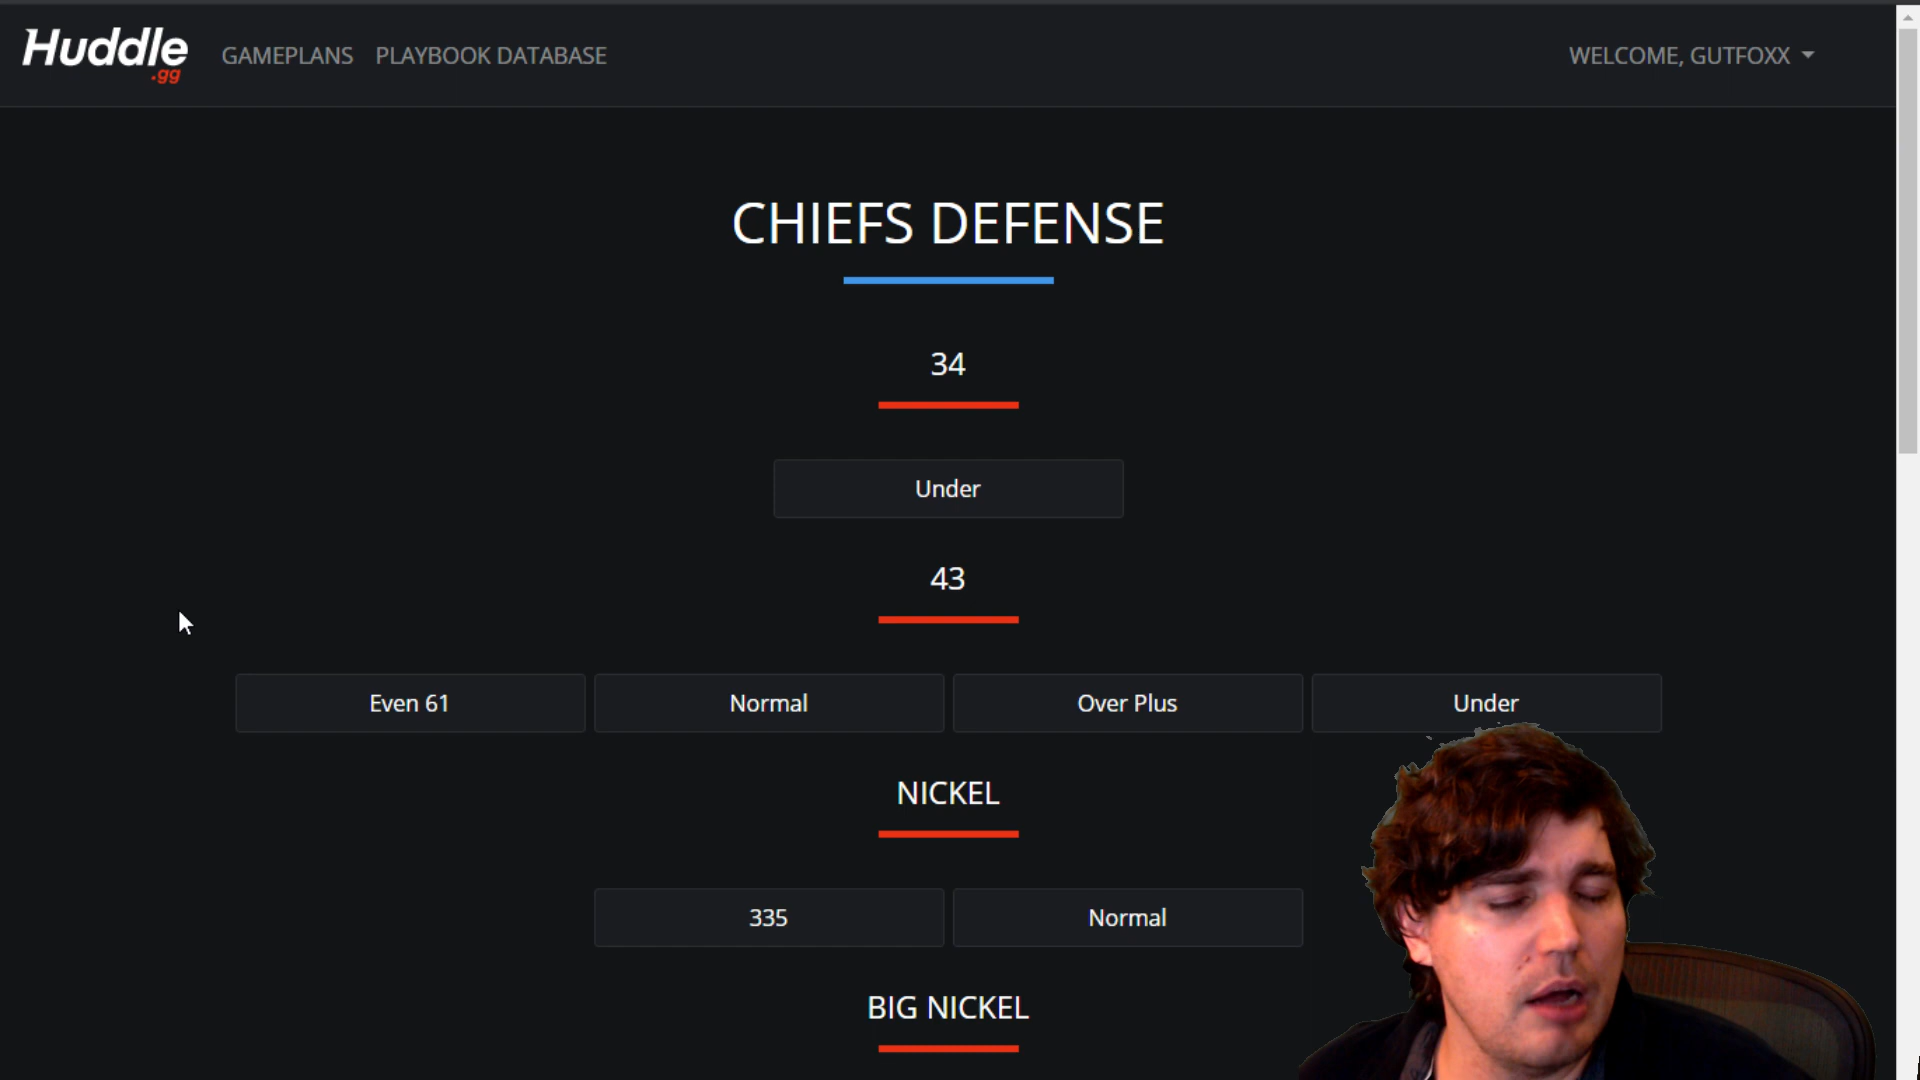 Huddle
.gg
GAMEPLANS PLAYBOOK DATABASE
WELCOME, GUTFOXX
CHIEFS DEFENSE
34
Under
43
Even 61 Normal Over Plus Under
NICKEL
335 Normal
BIG NICKEL